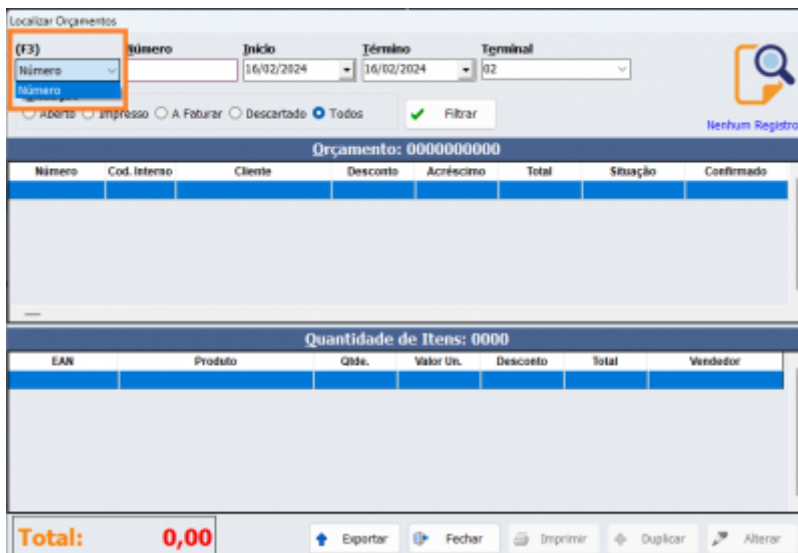 Localizar Orçamentos
(F3) Número Início Término Terminal
Número 16/02/2024 16/02/2024 02
Número
Aberto Impresso A Faturar Descartado Todos Filtrar
Nenhum Registro
Orçamento: 0000000000
Número Cod. Interno Cliente Desconto Acréscimo Total Situação Confirmado
Quantidade de Itens: 0000
EAN Produto Qtde. Valor Un. Desconto Total Vendedor
Total: 0,00 Exportar Fechar Imprimir Duplicar Alterar